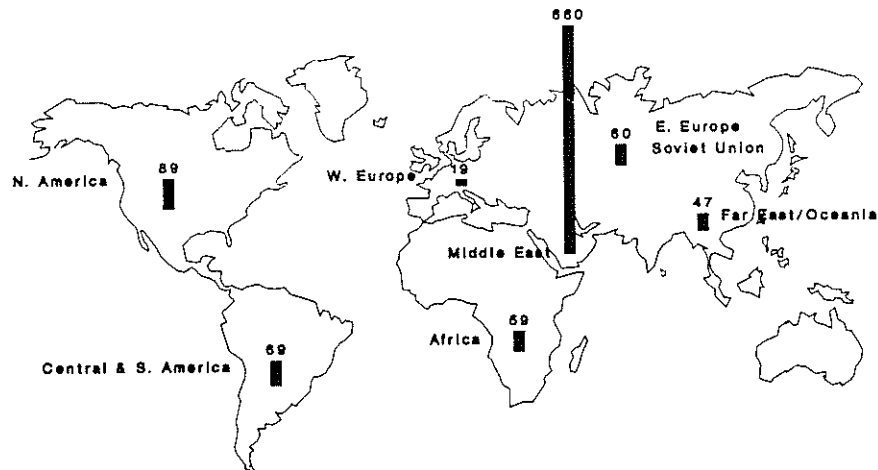 660
60
E. Europe
Soviet Union
N. America
89
W. Europe
19
47
Far East/Oceania
Middle East
Africa
59
Central & S. America
69